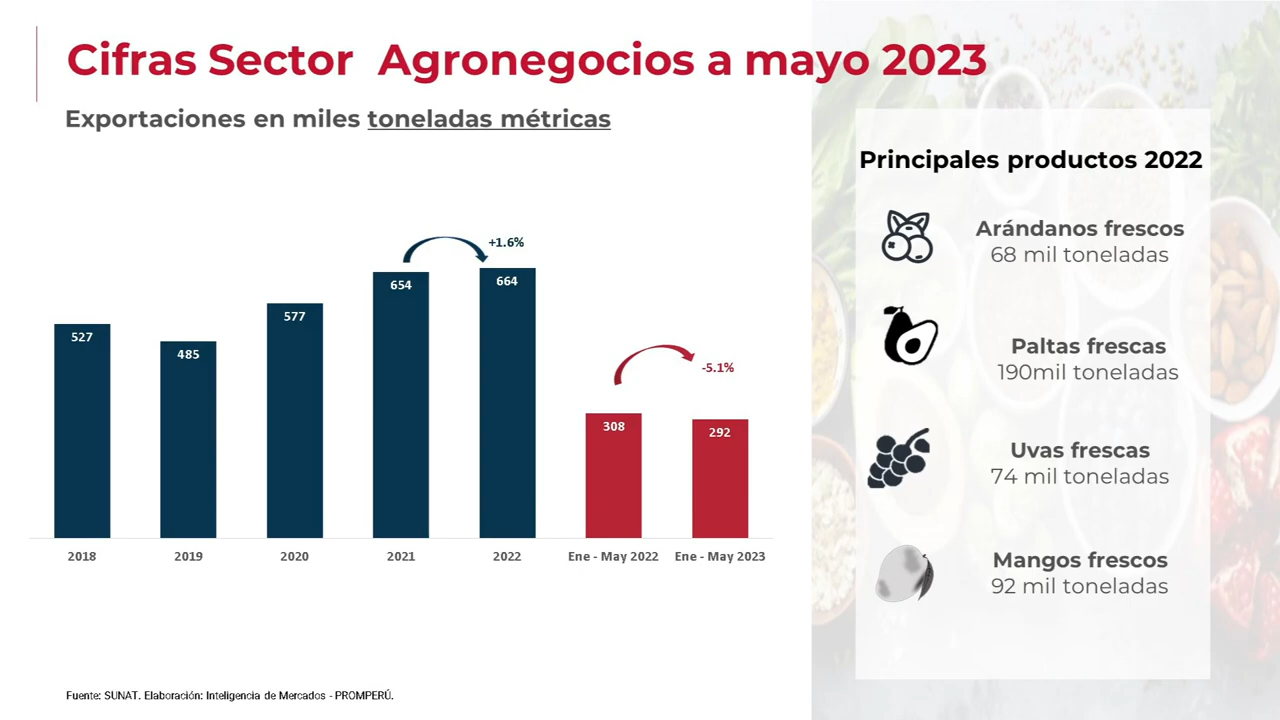 Cifras Sector  Agronegocios a mayo 2023
Exportaciones en miles toneladas métricas
+1.6%
527
485
577
654
664
-5.1%
308
292
2018
2019
2020
2021
2022
Ene - May 2022
Ene - May 2023
Fuente: SUNAT. Elaboración: Inteligencia de Mercados - PROMPERÚ.
Principales productos 2022
Arándanos frescos
68 mil toneladas
Paltas frescas
190mil toneladas
Uvas frescas
74 mil toneladas
Mangos frescos
92 mil toneladas